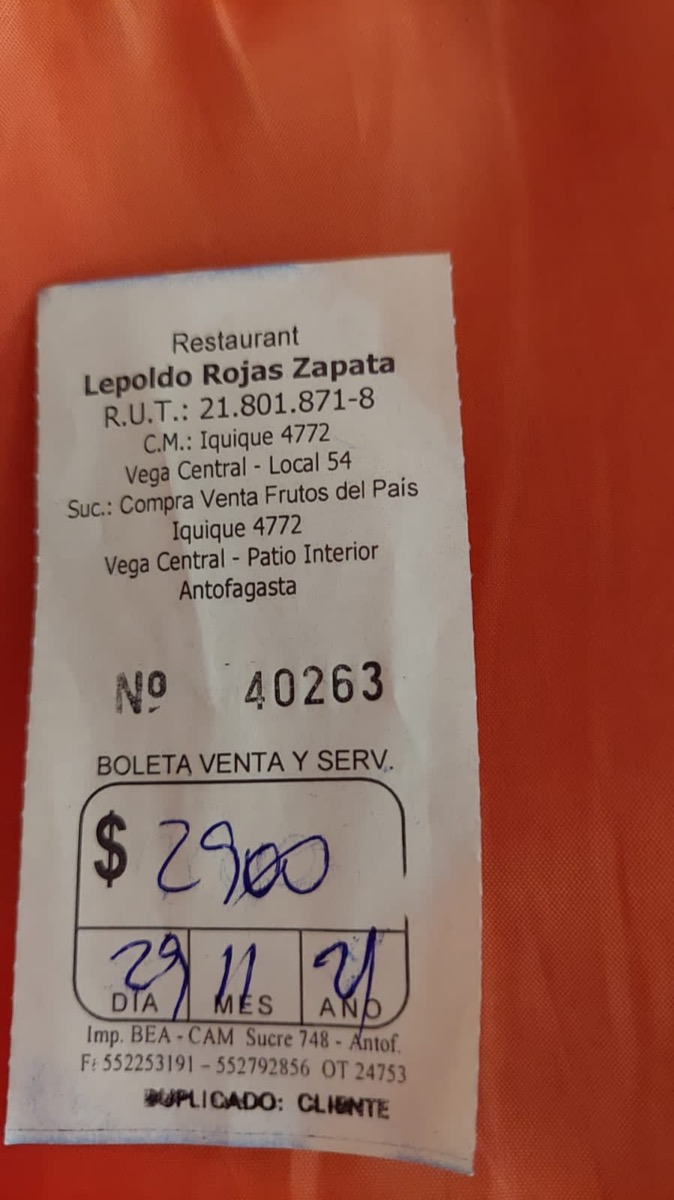 Restaurant
Lepoldo Rojas Zapata
R.U.T.: 21.801.871-8
C.M.: Iquique 4772
Vega Central - Local 54
Suc.: Compra Venta Frutos del País
Iquique 4772
Vega Central - Patio Interior
Antofagasta
Nº 40263
BOLETA VENTA Y SERV.
$ 2900
29 11 21
DÍA MES AÑO
Imp. BEA - CAM Sucre 748 - Antof.
F: 552253191 – 552792856 OT 24753
DUPLICADO: CLIENTE